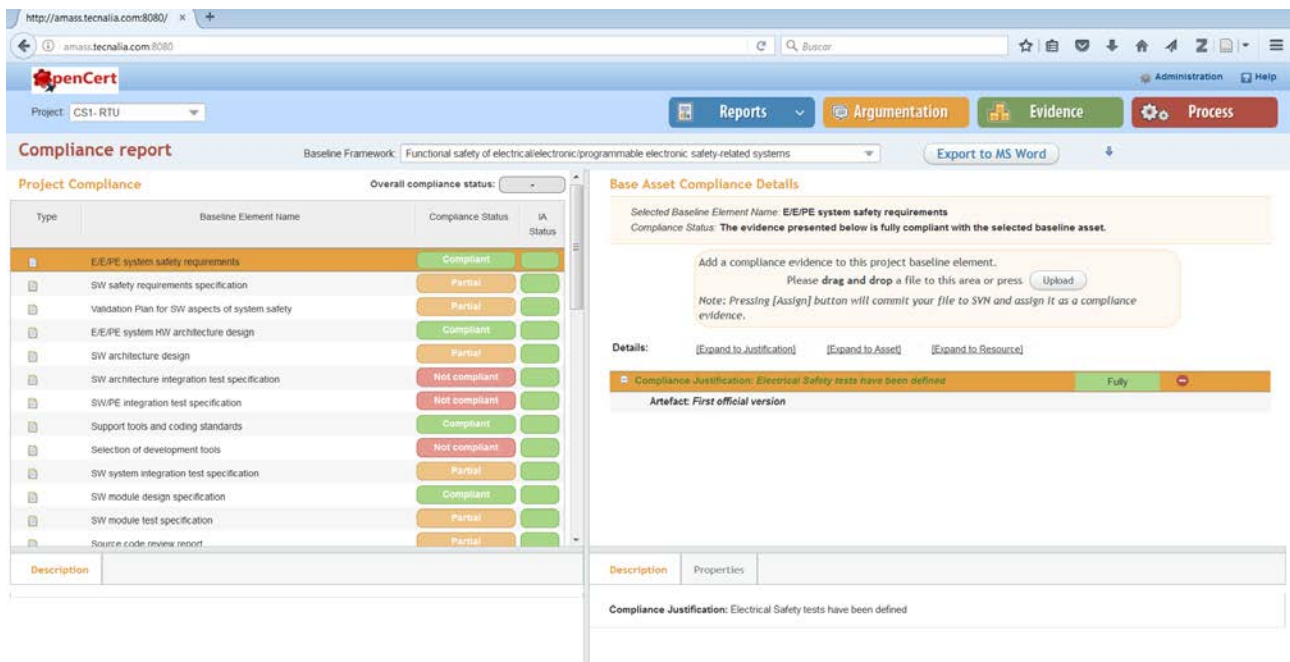 http://amass.tecnalia.com:8080/ × +
amass.tecnalia.com:8080
Buscar
OpenCert
Administration Help
Project: CS1- RTU
Reports Argumentation Evidence Process
Compliance report
Baseline Framework: Functional safety of electrical/electronic/programmable electronic safety-related systems
Export to MS Word
Project Compliance
Overall compliance status: -
Type Baseline Element Name Compliance Status IA Status
E/E/PE system safety requirements Compliant
SW safety requirements specification Partial
Validation Plan for SW aspects of system safety Partial
E/E/PE system HW architecture design Compliant
SW architecture design Partial
SW architecture integration test specification Not compliant
SW/PE integration test specification Not compliant
Support tools and coding standards Compliant
Selection of development tools Not compliant
SW system integration test specification Partial
SW module design specification Compliant
SW module test specification Partial
Source code review report Partial
Description
Base Asset Compliance Details
Selected Baseline Element Name: E/E/PE system safety requirements
Compliance Status: The evidence presented below is fully compliant with the selected baseline asset.
Add a compliance evidence to this project baseline element.
Please drag and drop a file to this area or press Upload
Note: Pressing [Assign] button will commit your file to SVN and assign it as a compliance
evidence.
Details: [Expand to Justification] [Expand to Asset] [Expand to Resource]
Compliance Justification: Electrical Safety tests have been defined Fully
Artefact: First official version
Description Properties
Compliance Justification: Electrical Safety tests have been defined